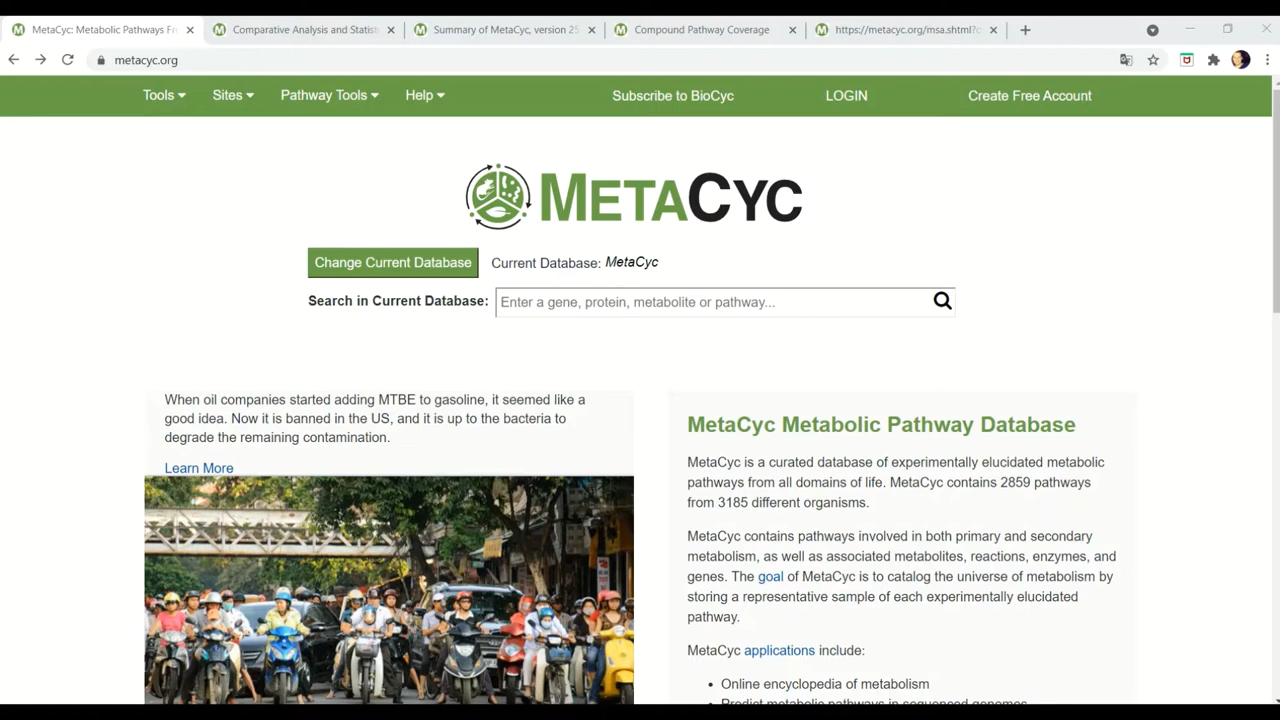 MetaCyc: Metabolic Pathways Fr
Comparative Analysis and Statist
Summary of MetaCyc, version 25
Compound Pathway Coverage
https://metacyc.org/msa.shtml?c
metacyc.org
Tools Sites Pathway Tools Help Subscribe to BioCyc LOGIN Create Free Account
METACYC
Change Current Database Current Database: MetaCyc
Search in Current Database: Enter a gene, protein, metabolite or pathway...
When oil companies started adding MTBE to gasoline, it seemed like a
good idea. Now it is banned in the US, and it is up to the bacteria to
degrade the remaining contamination.
Learn More
MetaCyc Metabolic Pathway Database
MetaCyc is a curated database of experimentally elucidated metabolic
pathways from all domains of life. MetaCyc contains 2859 pathways
from 3185 different organisms.
MetaCyc contains pathways involved in both primary and secondary
metabolism, as well as associated metabolites, reactions, enzymes, and
genes. The goal of MetaCyc is to catalog the universe of metabolism by
storing a representative sample of each experimentally elucidated
pathway.
MetaCyc applications include:
• Online encyclopedia of metabolism
• Predict metabolic pathways in sequenced genomes